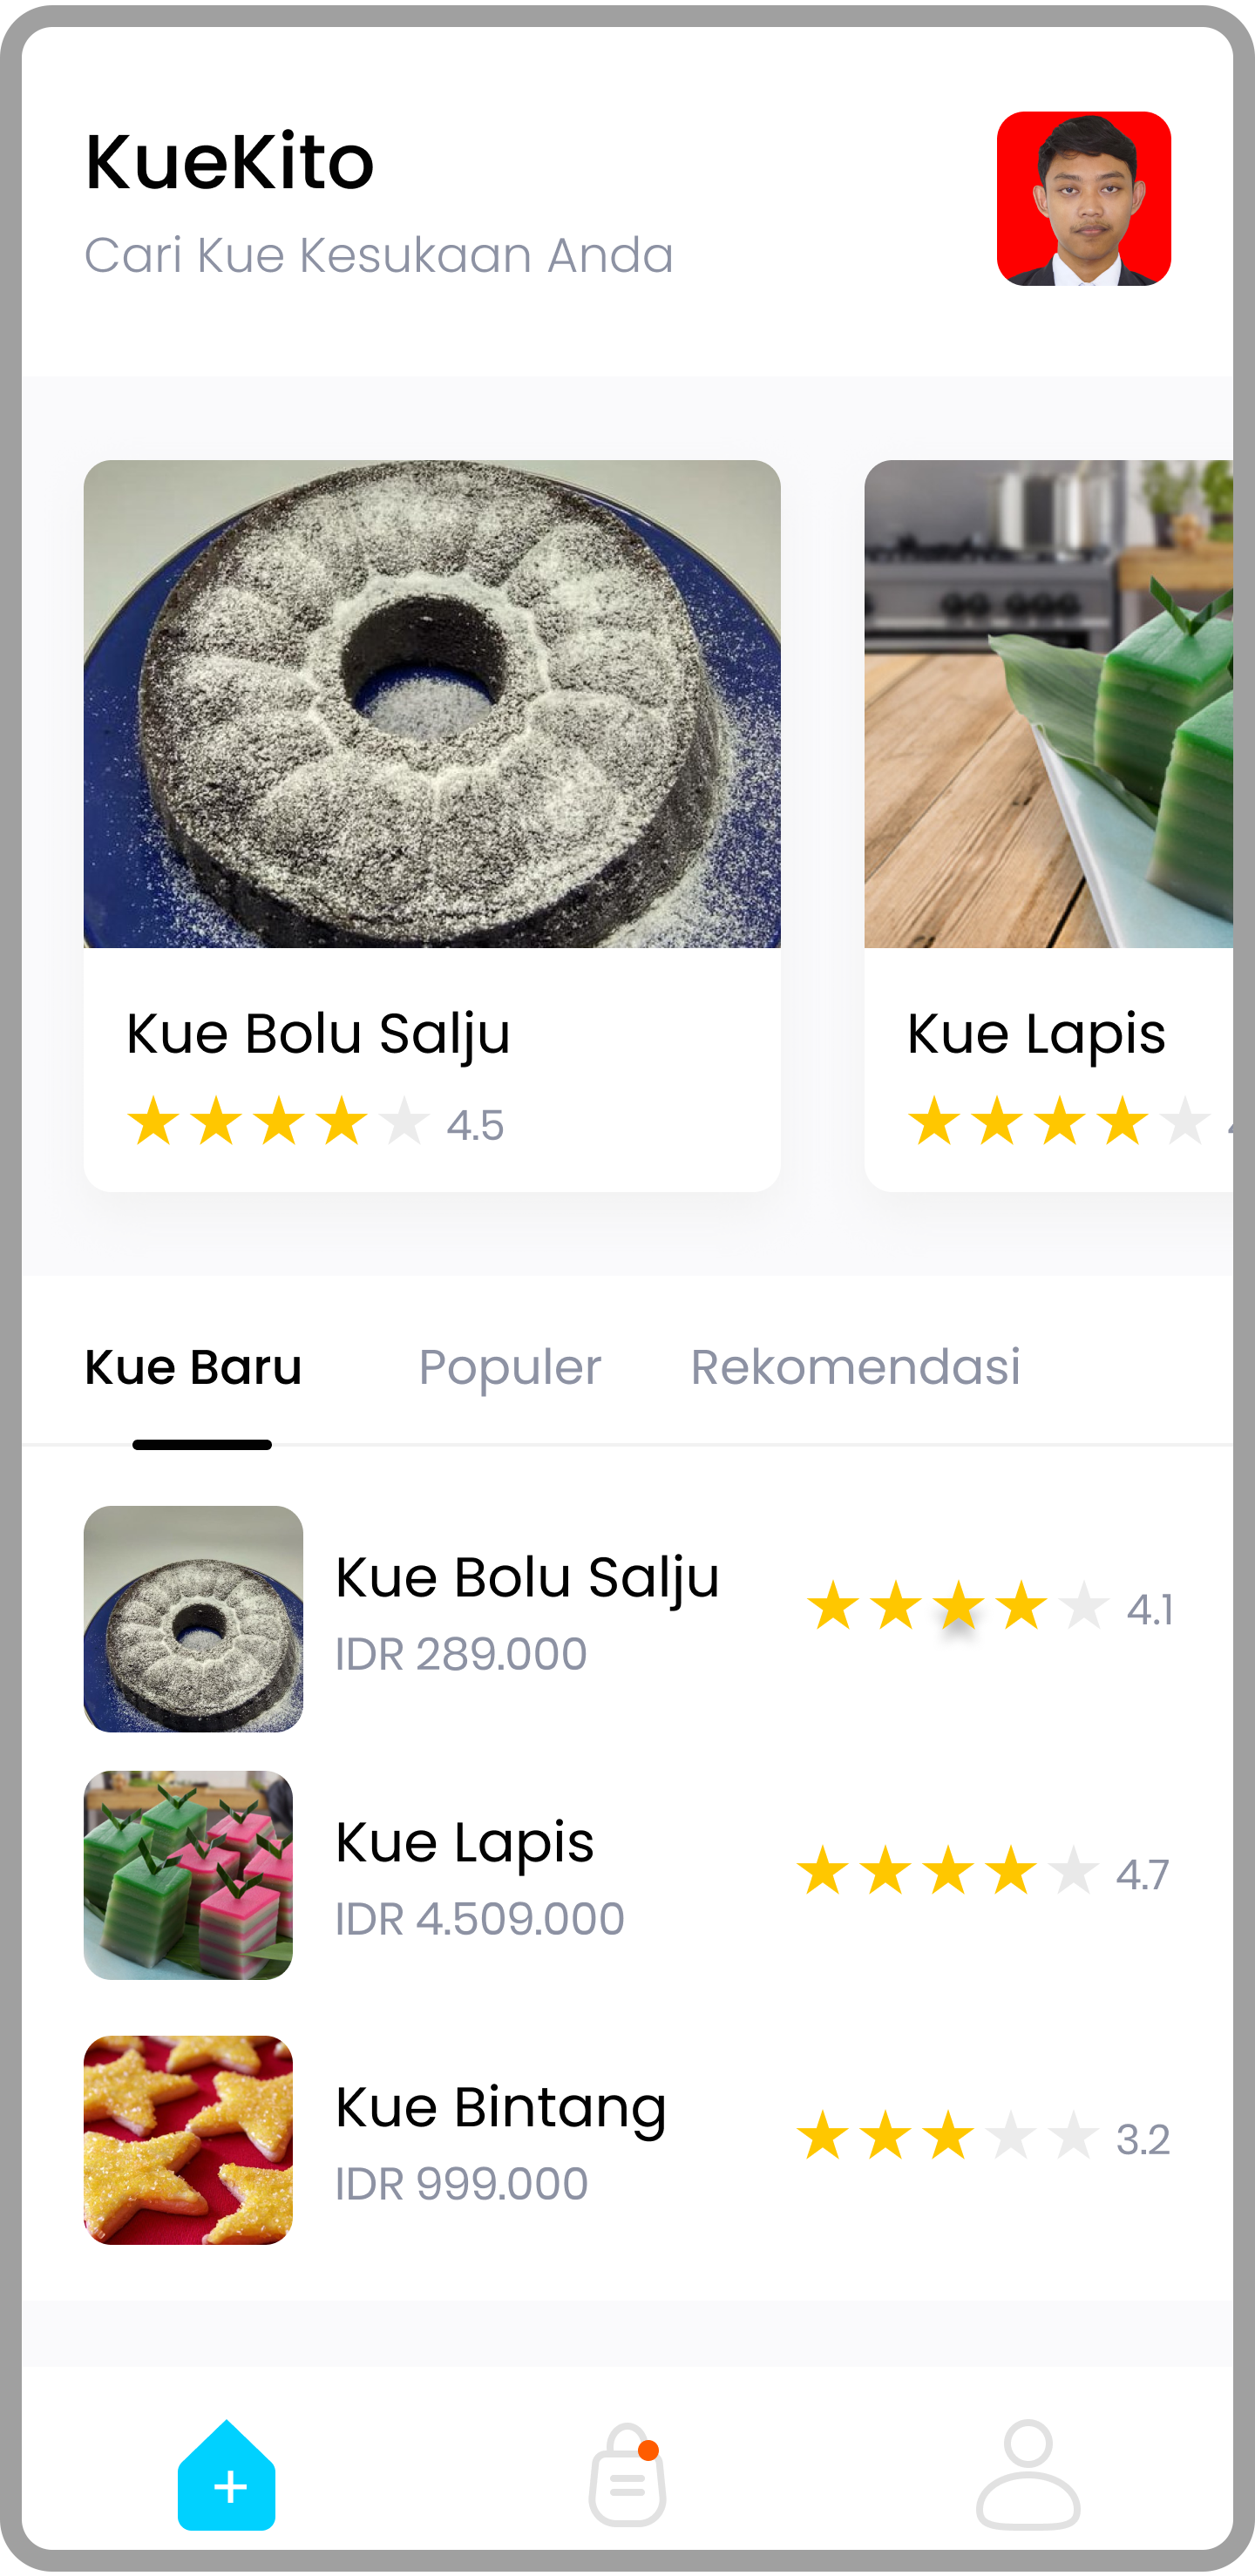 KueKito
Cari Kue Kesukaan Anda
Kue Bolu Salju
4.5
Kue Lapis
Kue Baru Populer Rekomendasi
Kue Bolu Salju
4.1
IDR 289.000
Kue Lapis
4.7
IDR 4.509.000
Kue Bintang
3.2
IDR 999.000